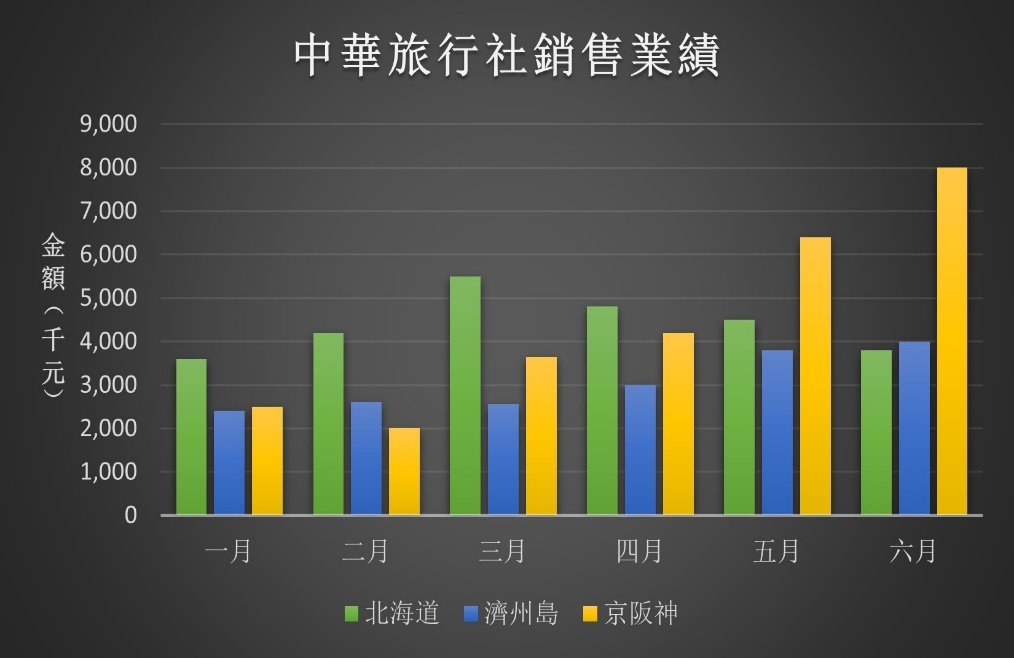 中華旅行社銷售業績
金額（千元）
9,000
8,000
7,000
6,000
5,000
4,000
3,000
2,000
1,000
0
一月 二月 三月 四月 五月 六月
北海道 濟州島 京阪神